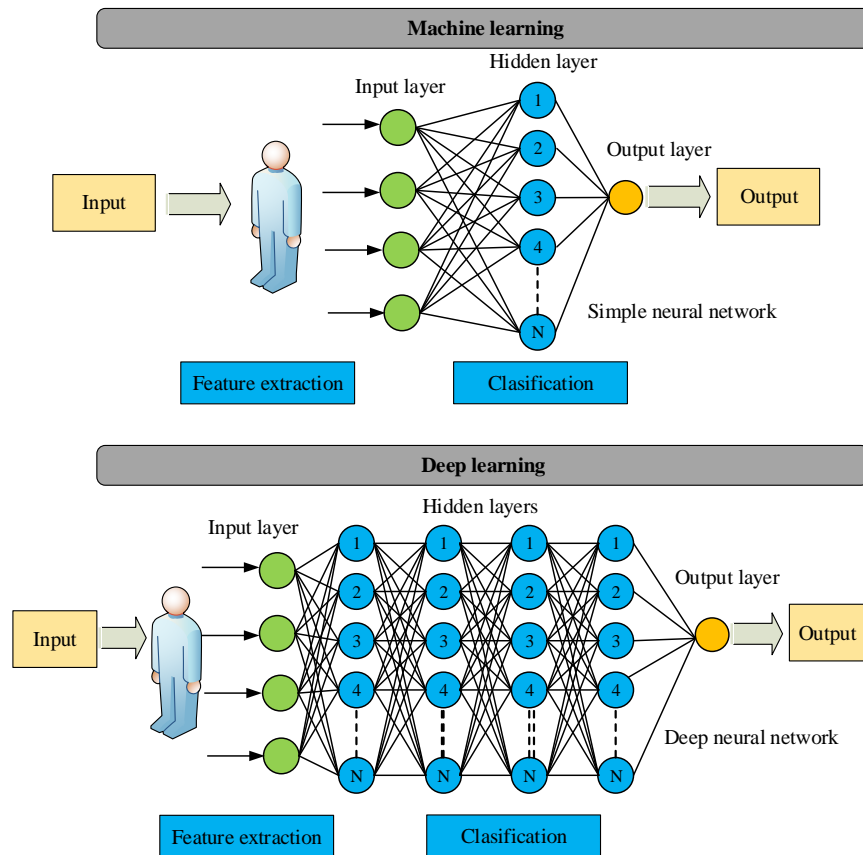 Machine learning
Hidden layer
Input layer
1
2
Output layer
Input
3
Output
4
Simple neural network
N
Feature extraction
Clasification
Deep learning
Hidden layers
Input layer
1
1
1
1
Output layer
2
2
2
2
Input
3
3
3
3
Output
4
4
4
4
Deep neural network
N
N
N
N
Feature extraction
Clasification